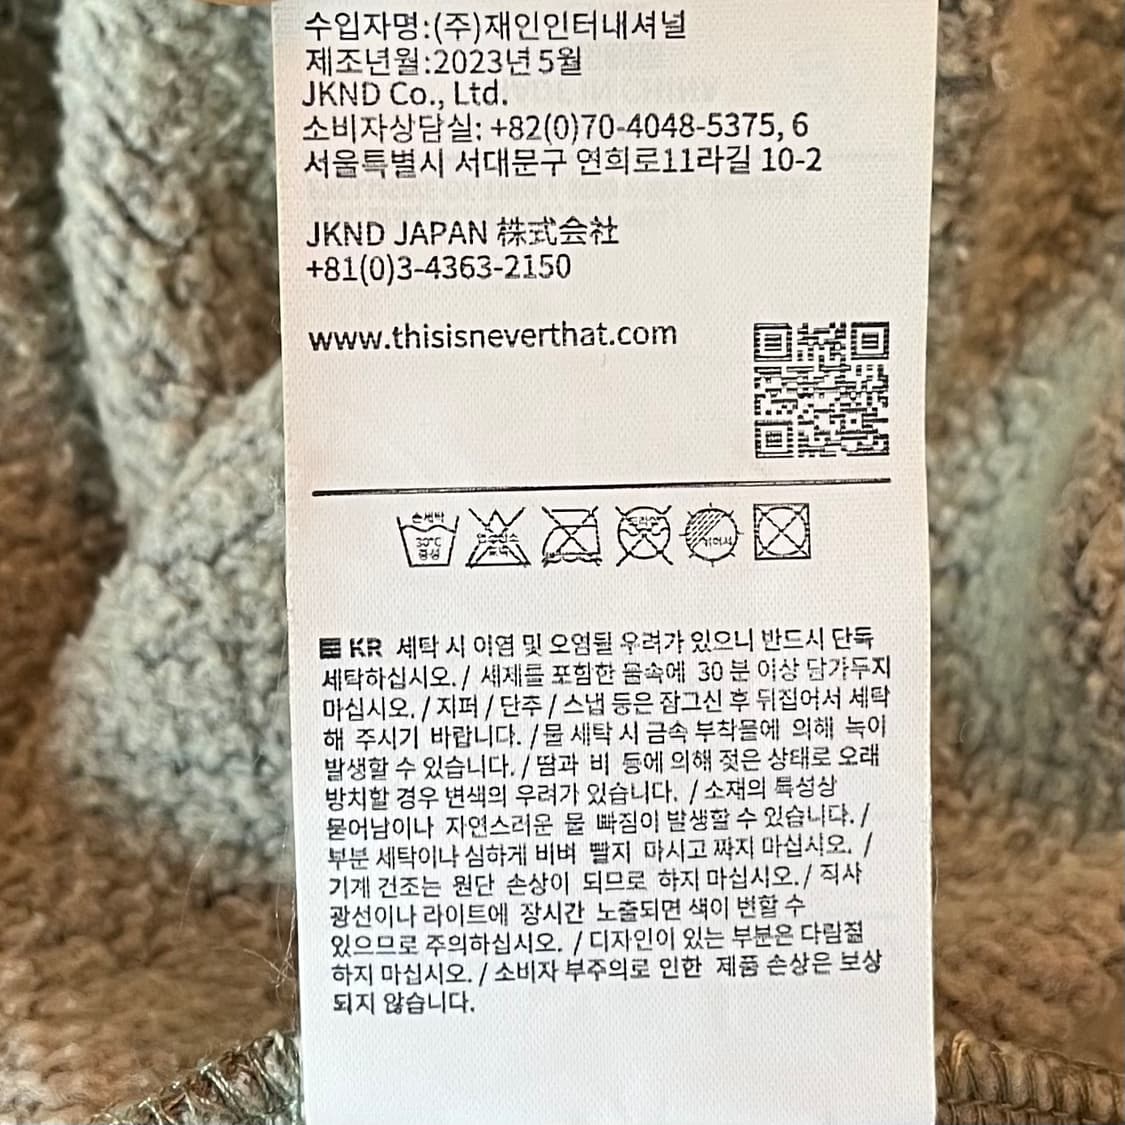 수입자명:(주)재인인터내셔널
제조년월:2023년 5월
JKND Co., Ltd.
소비자상담실: +82(0)70-4048-5375, 6
서울특별시 서대문구 연희로11라길 10-2
JKND JAPAN 株式会社
+81(0)3-4363-2150
www.thisisneverthat.com
손세탁
30°C
중성
드라이
뉘어서
KR 세탁 시 이염 및 오염될 우려가 있으니 반드시 단독
세탁하십시오. / 세제를 포함한 물속에 30 분 이상 담가두지
마십시오. / 지퍼 / 단추 / 스냅 등은 잠그신 후 뒤집어서 세탁
해 주시기 바랍니다. / 물 세탁 시 금속 부착물에 의해 녹이
발생할 수 있습니다. / 땀과 비 등에 의해 젖은 상태로 오래
방치할 경우 변색의 우려가 있습니다. / 소재의 특성상
묻어남이나 자연스러운 물 빠짐이 발생할 수 있습니다. /
부분 세탁이나 심하게 비벼 빨지 마시고 짜지 마십시오. /
기계 건조는 원단 손상이 되므로 하지 마십시오. / 직사
광선이나 라이트에 장시간 노출되면 색이 변할 수
있으므로 주의하십시오. / 디자인이 있는 부분은 다림질
하지 마십시오. / 소비자 부주의로 인한 제품 손상은 보상
되지 않습니다.